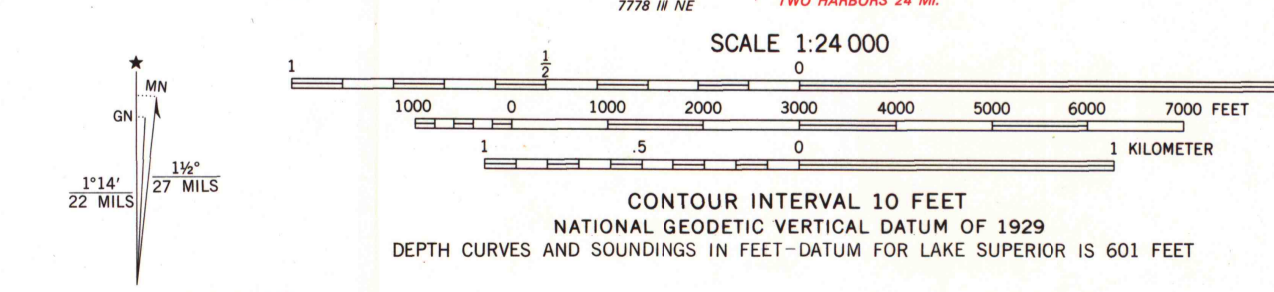 7778 III NE
TWO HARBORS 24 MI.
SCALE 1:24 000
1 1/2 0
1000 0 1000 2000 3000 4000 5000 6000 7000 FEET
1 .5 0 1 KILOMETER
CONTOUR INTERVAL 10 FEET
NATIONAL GEODETIC VERTICAL DATUM OF 1929
DEPTH CURVES AND SOUNDINGS IN FEET-DATUM FOR LAKE SUPERIOR IS 601 FEET
★
MN
GN
1°14'
22 MILS
1½°
27 MILS